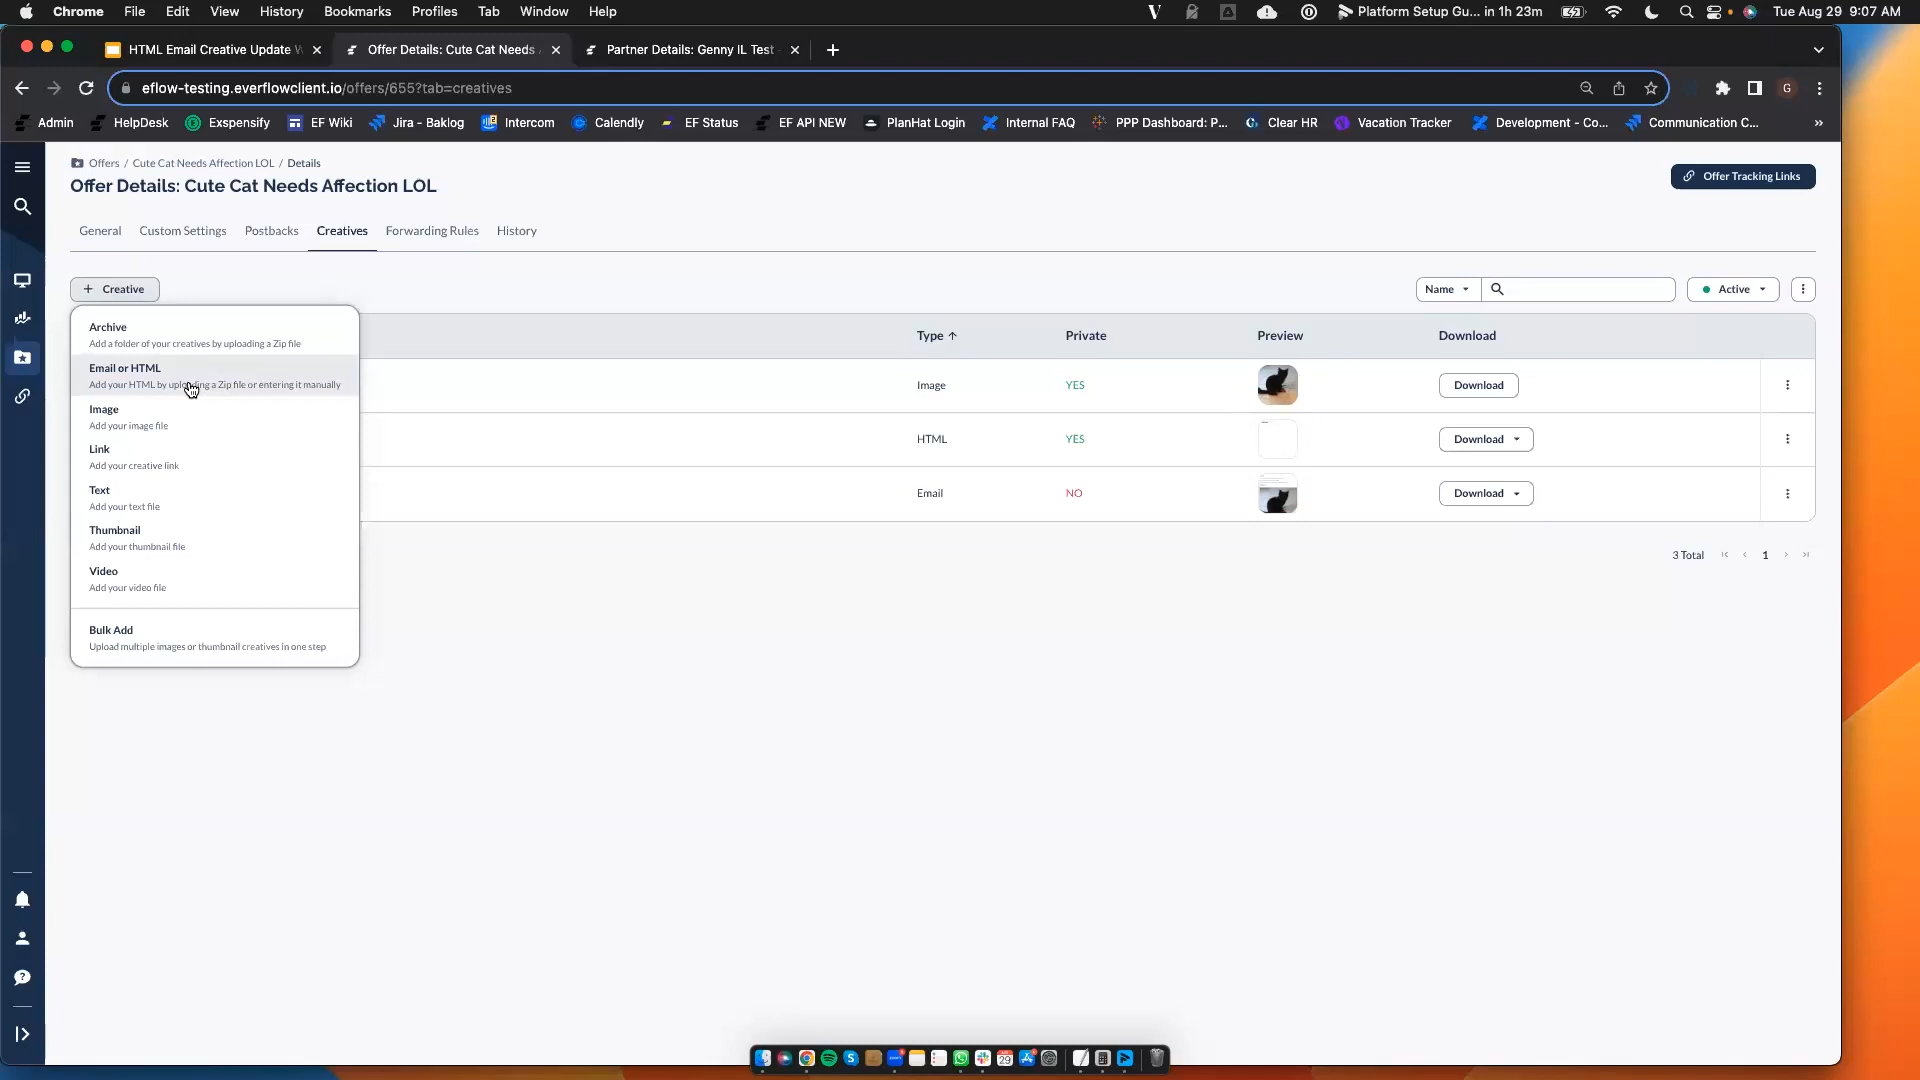 Chrome File Edit View History Bookmarks Profiles Tab Window Help Platform Setup Gu... in 1h 23m Tue Aug 29 9:07 AM
HTML Email Creative Update W Offer Details: Cute Cat Needs A Partner Details: Genny IL Test -
eflow-testing.everflowclient.io/offers/655?tab=creatives G
Admin HelpDesk Exspensify EF Wiki Jira - Baklog Intercom Calendly EF Status EF API NEW PlanHat Login Internal FAQ PPP Dashboard: P... Clear HR Vacation Tracker Development - Co... Communication C... »
Offers / Cute Cat Needs Affection LOL / Details
Offer Details: Cute Cat Needs Affection LOL
Offer Tracking Links
General Custom Settings Postbacks Creatives Forwarding Rules History
+ Creative
Name
Active
Archive
Add a folder of your creatives by uploading a Zip file
Email or HTML
Add your HTML by uploading a Zip file or entering it manually
Image
Add your image file
Link
Add your creative link
Text
Add your text file
Thumbnail
Add your thumbnail file
Video
Add your video file
Bulk Add
Upload multiple images or thumbnail creatives in one step
Type Private Preview Download
Image YES Download
HTML YES Download
Email NO Download
3 Total 1